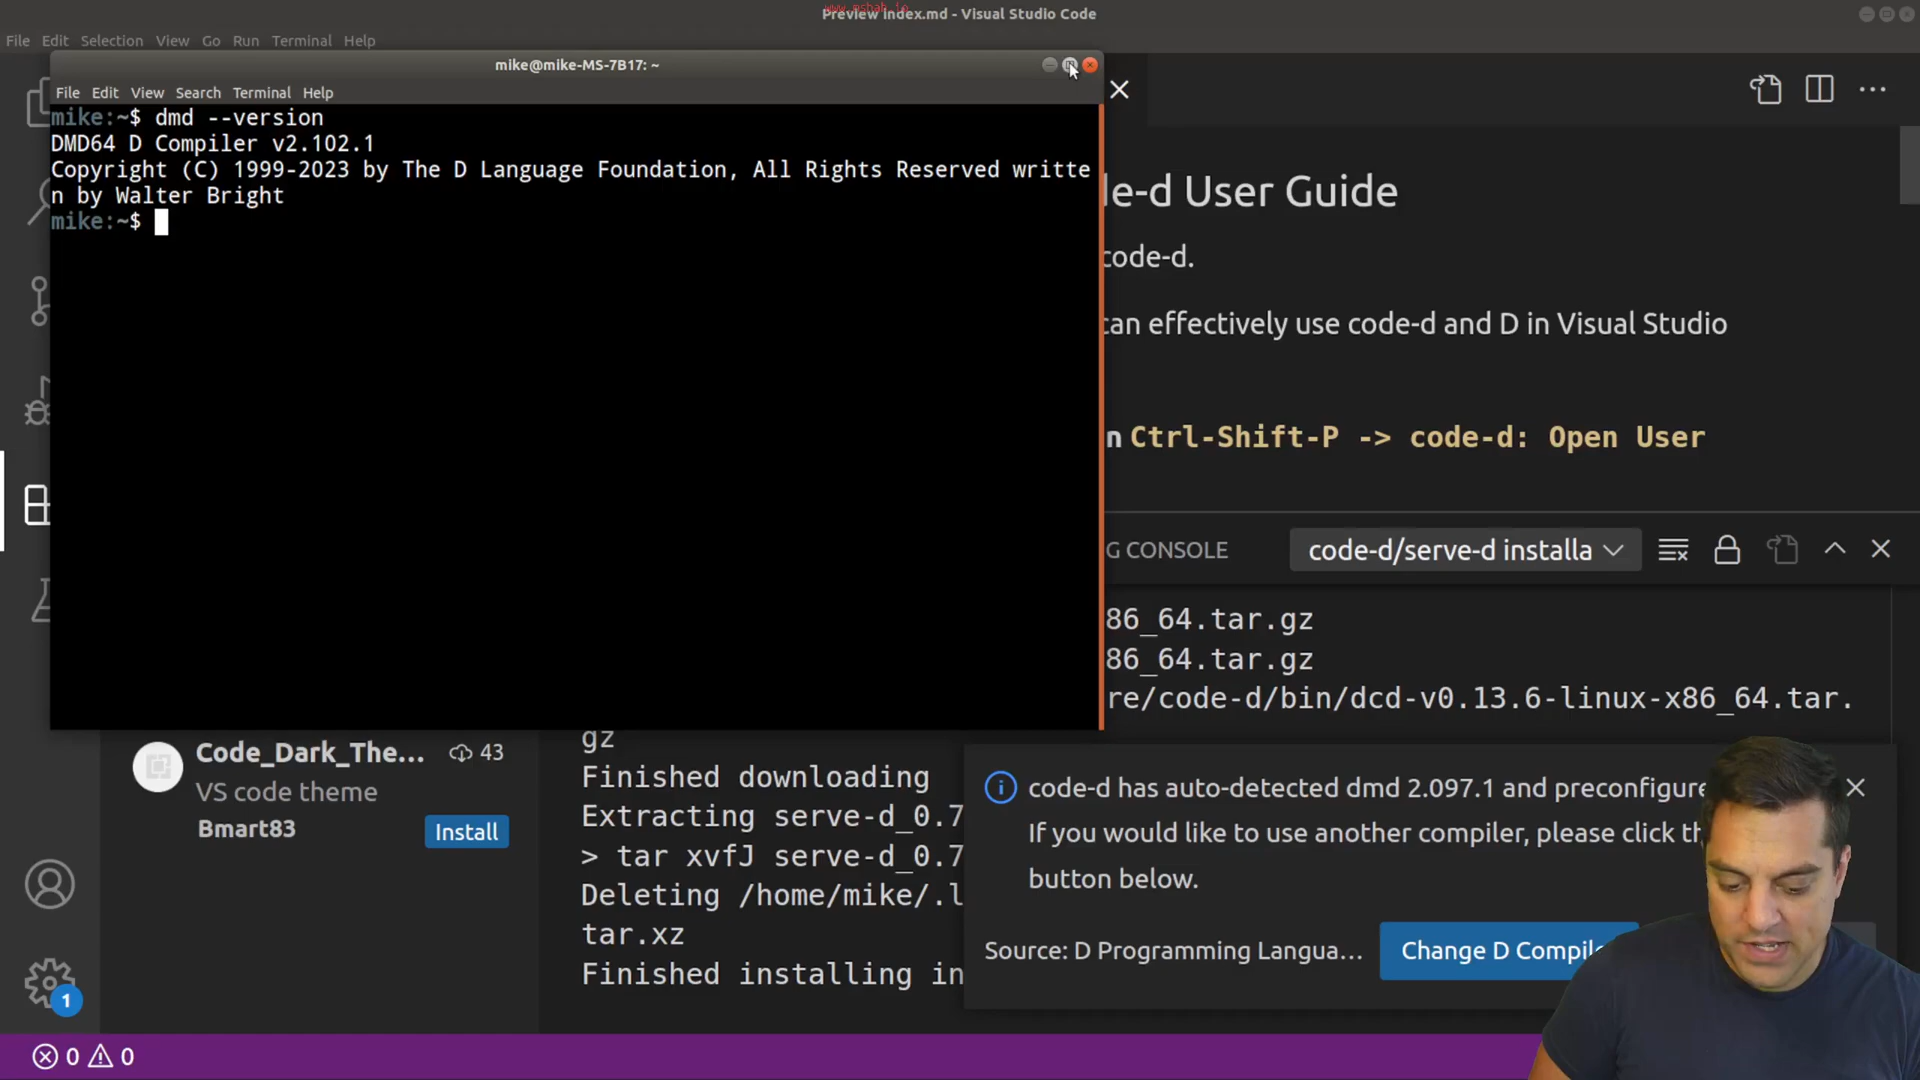 www.mshah.io
Preview index.md - Visual Studio Code
File Edit Selection View Go Run Terminal Help
mike@mike-MS-7B17: ~
File Edit View Search Terminal Help
mike:~$ dmd --version
DMD64 D Compiler v2.102.1
Copyright (C) 1999-2023 by The D Language Foundation, All Rights Reserved writte
n by Walter Bright
mike:~$
le-d User Guide
code-d.
can effectively use code-d and D in Visual Studio
n Ctrl-Shift-P -> code-d: Open User
G CONSOLE
code-d/serve-d installa
86_64.tar.gz
86_64.tar.gz
re/code-d/bin/dcd-v0.13.6-linux-x86_64.tar.
gz
Finished downloading
Extracting serve-d_0.7
> tar xvfJ serve-d_0.7
Deleting /home/mike/.l
tar.xz
Finished installing in
Code_Dark_The... 43
VS code theme
Bmart83
Install
code-d has auto-detected dmd 2.097.1 and preconfigure
If you would like to use another compiler, please click th
button below.
Source: D Programming Langua...
Change D Compile
1
0 0